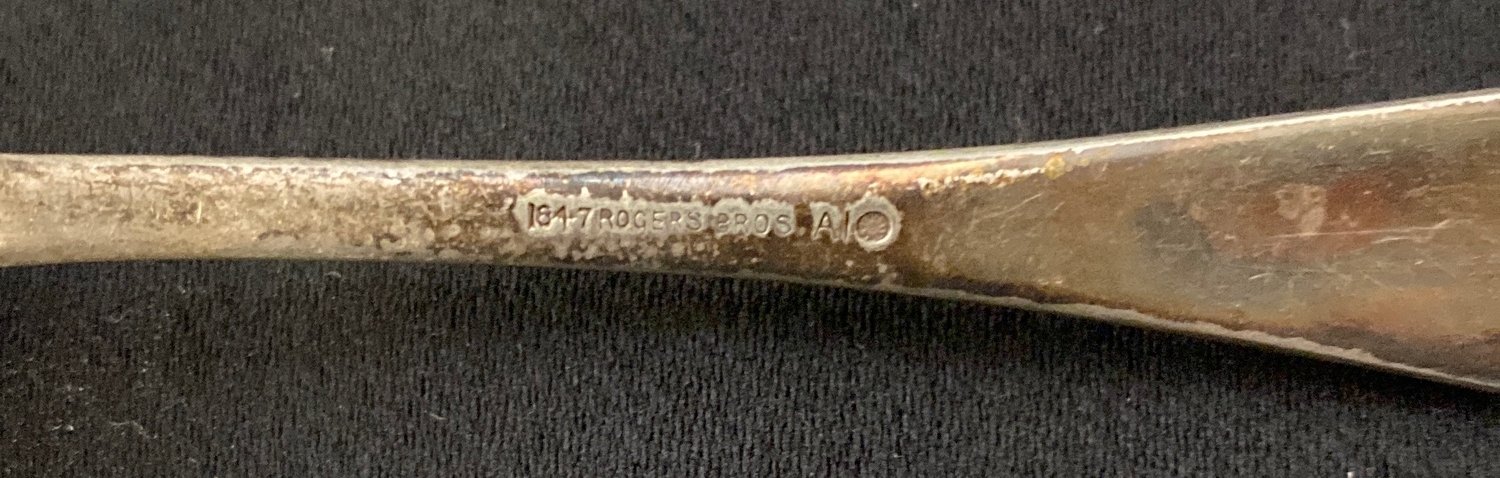 1847 ROGERS BROS. A1